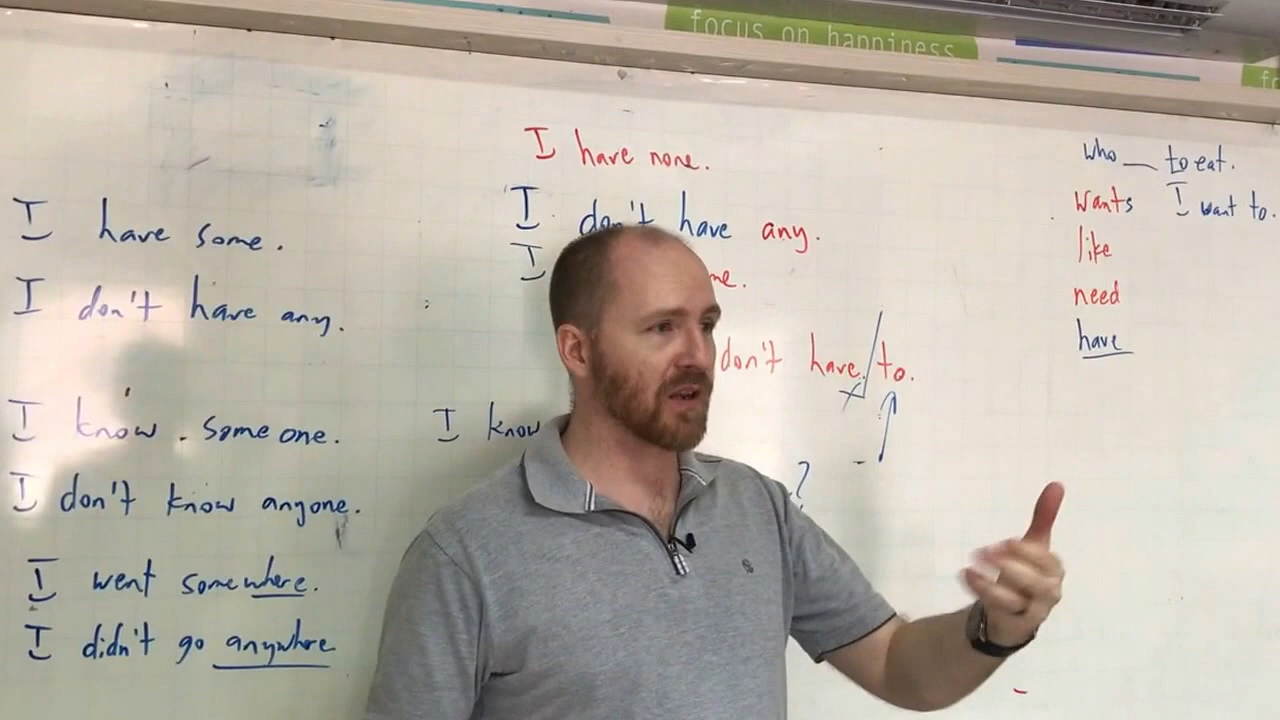 focus on happiness
I have some.
I don't have any.
I know someone.
I don't know anyone.
I went somewhere.
I didn't go anywhere
I have none.
I don't have any.
I
don't have to.
I know
?
who __ to eat.
wants I want to.
like
need
have